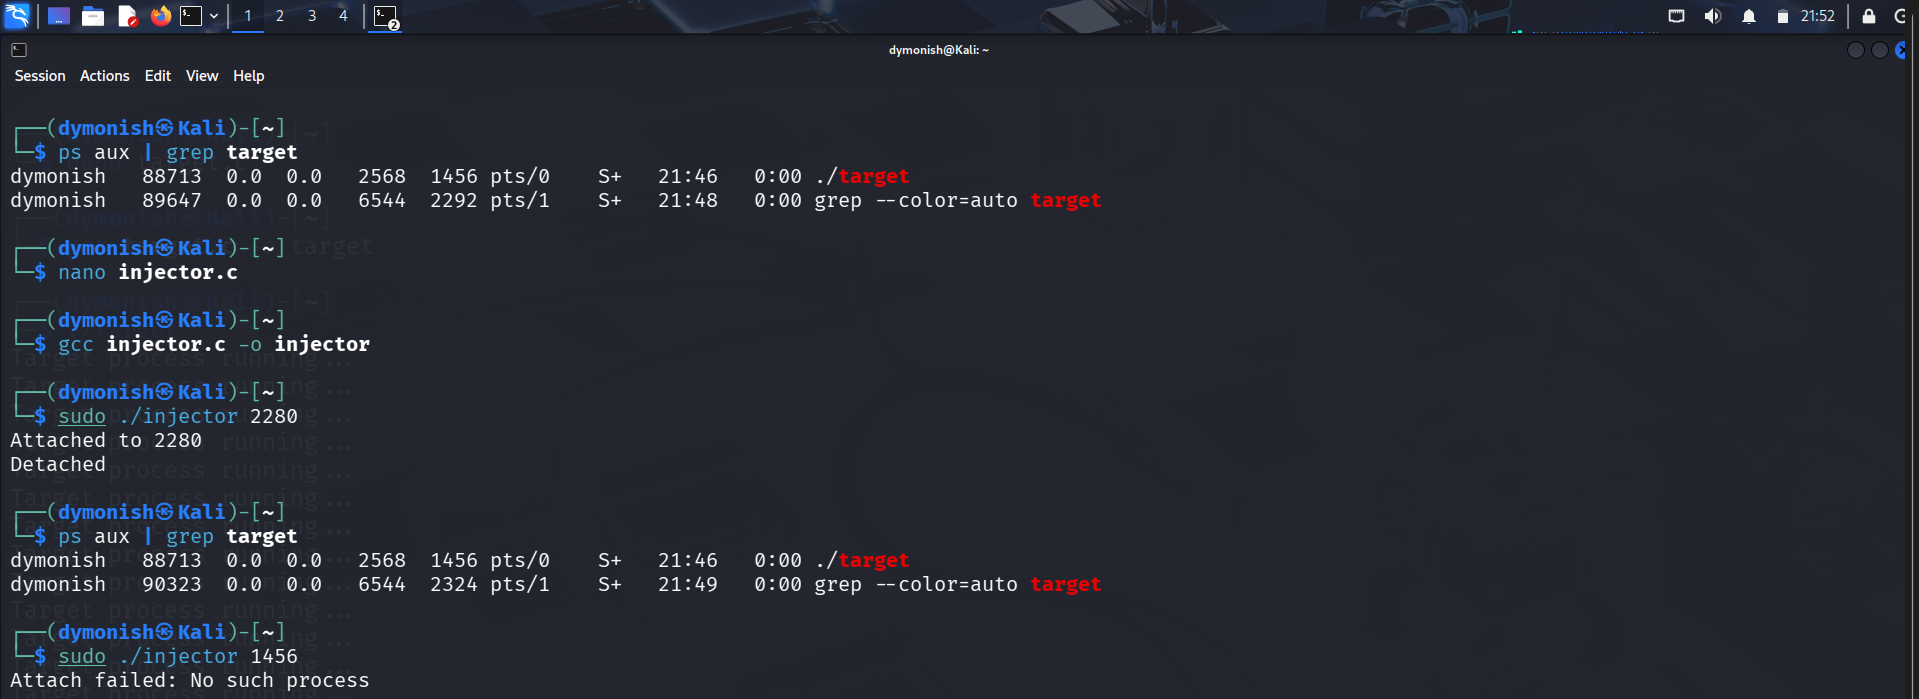 1 2 3 4 2 21:52
dymonish@Kali: ~
Session Actions Edit View Help
┌──(dymonish㉿Kali)-[~]
└─$ ps aux | grep target
dymonish   88713  0.0  0.0   2568  1456 pts/0    S+   21:46   0:00 ./target
dymonish   89647  0.0  0.0   6544  2292 pts/1    S+   21:48   0:00 grep --color=auto target
┌──(dymonish㉿Kali)-[~]
└─$ nano injector.c
┌──(dymonish㉿Kali)-[~]
└─$ gcc injector.c -o injector
┌──(dymonish㉿Kali)-[~]
└─$ sudo ./injector 2280
Attached to 2280
Detached
┌──(dymonish㉿Kali)-[~]
└─$ ps aux | grep target
dymonish   88713  0.0  0.0   2568  1456 pts/0    S+   21:46   0:00 ./target
dymonish   90323  0.0  0.0   6544  2324 pts/1    S+   21:49   0:00 grep --color=auto target
┌──(dymonish㉿Kali)-[~]
└─$ sudo ./injector 1456
Attach failed: No such process